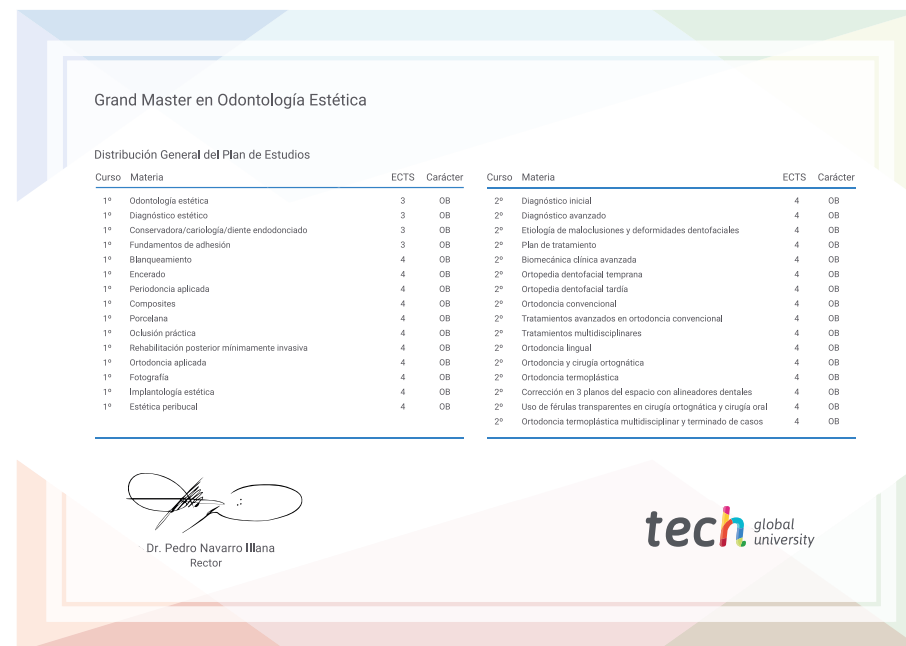 Grand Master en Odontología Estética
Distribución General del Plan de Estudios
Curso Materia ECTS Carácter
1º Odontología estética 3 OB
1º Diagnóstico estético 3 OB
1º Conservadora/cariología/diente endodonciado 3 OB
1º Fundamentos de adhesión 3 OB
1º Blanqueamiento 4 OB
1º Encerado 4 OB
1º Periodoncia aplicada 4 OB
1º Composites 4 OB
1º Porcelana 4 OB
1º Oclusión práctica 4 OB
1º Rehabilitación posterior mínimamente invasiva 4 OB
1º Ortodoncia aplicada 4 OB
1º Fotografía 4 OB
1º Implantología estética 4 OB
1º Estética peribucal 4 OB
Curso Materia ECTS Carácter
2º Diagnóstico inicial 4 OB
2º Diagnóstico avanzado 4 OB
2º Etiología de maloclusiones y deformidades dentofaciales 4 OB
2º Plan de tratamiento 4 OB
2º Biomecánica clínica avanzada 4 OB
2º Ortopedia dentofacial temprana 4 OB
2º Ortopedia dentofacial tardía 4 OB
2º Ortodoncia convencional 4 OB
2º Tratamientos avanzados en ortodoncia convencional 4 OB
2º Tratamientos multidisciplinares 4 OB
2º Ortodoncia lingual 4 OB
2º Ortodoncia y cirugía ortognática 4 OB
2º Ortodoncia termoplástica 4 OB
2º Corrección en 3 planos del espacio con alineadores dentales 4 OB
2º Uso de férulas transparentes en cirugía ortognática y cirugía oral 4 OB
2º Ortodoncia termoplástica multidisciplinar y terminado de casos 4 OB
Dr. Pedro Navarro Illana
Rector
tech global
university